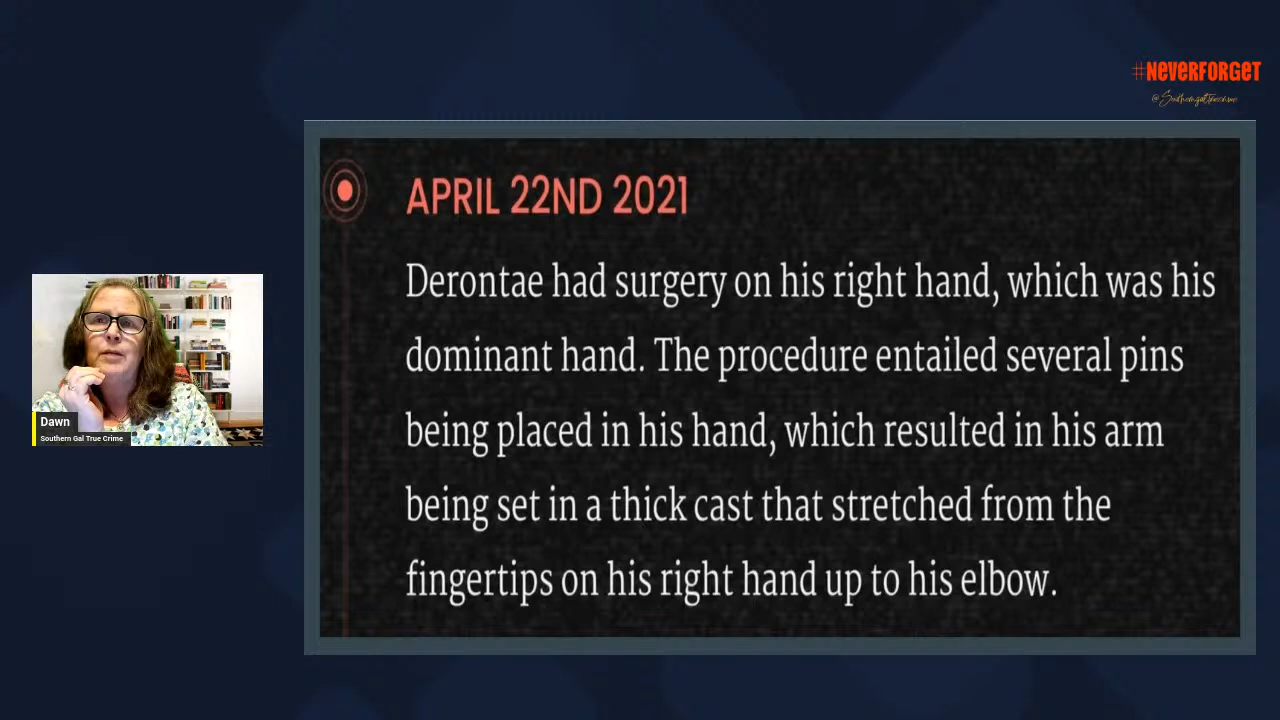 #NEVERFORGET
@Southerngaltruecrime
APRIL 22ND 2021
Derontae had surgery on his right hand, which was his
dominant hand. The procedure entailed several pins
being placed in his hand, which resulted in his arm
being set in a thick cast that stretched from the
fingertips on his right hand up to his elbow.
Dawn
Southern Gal True Crime